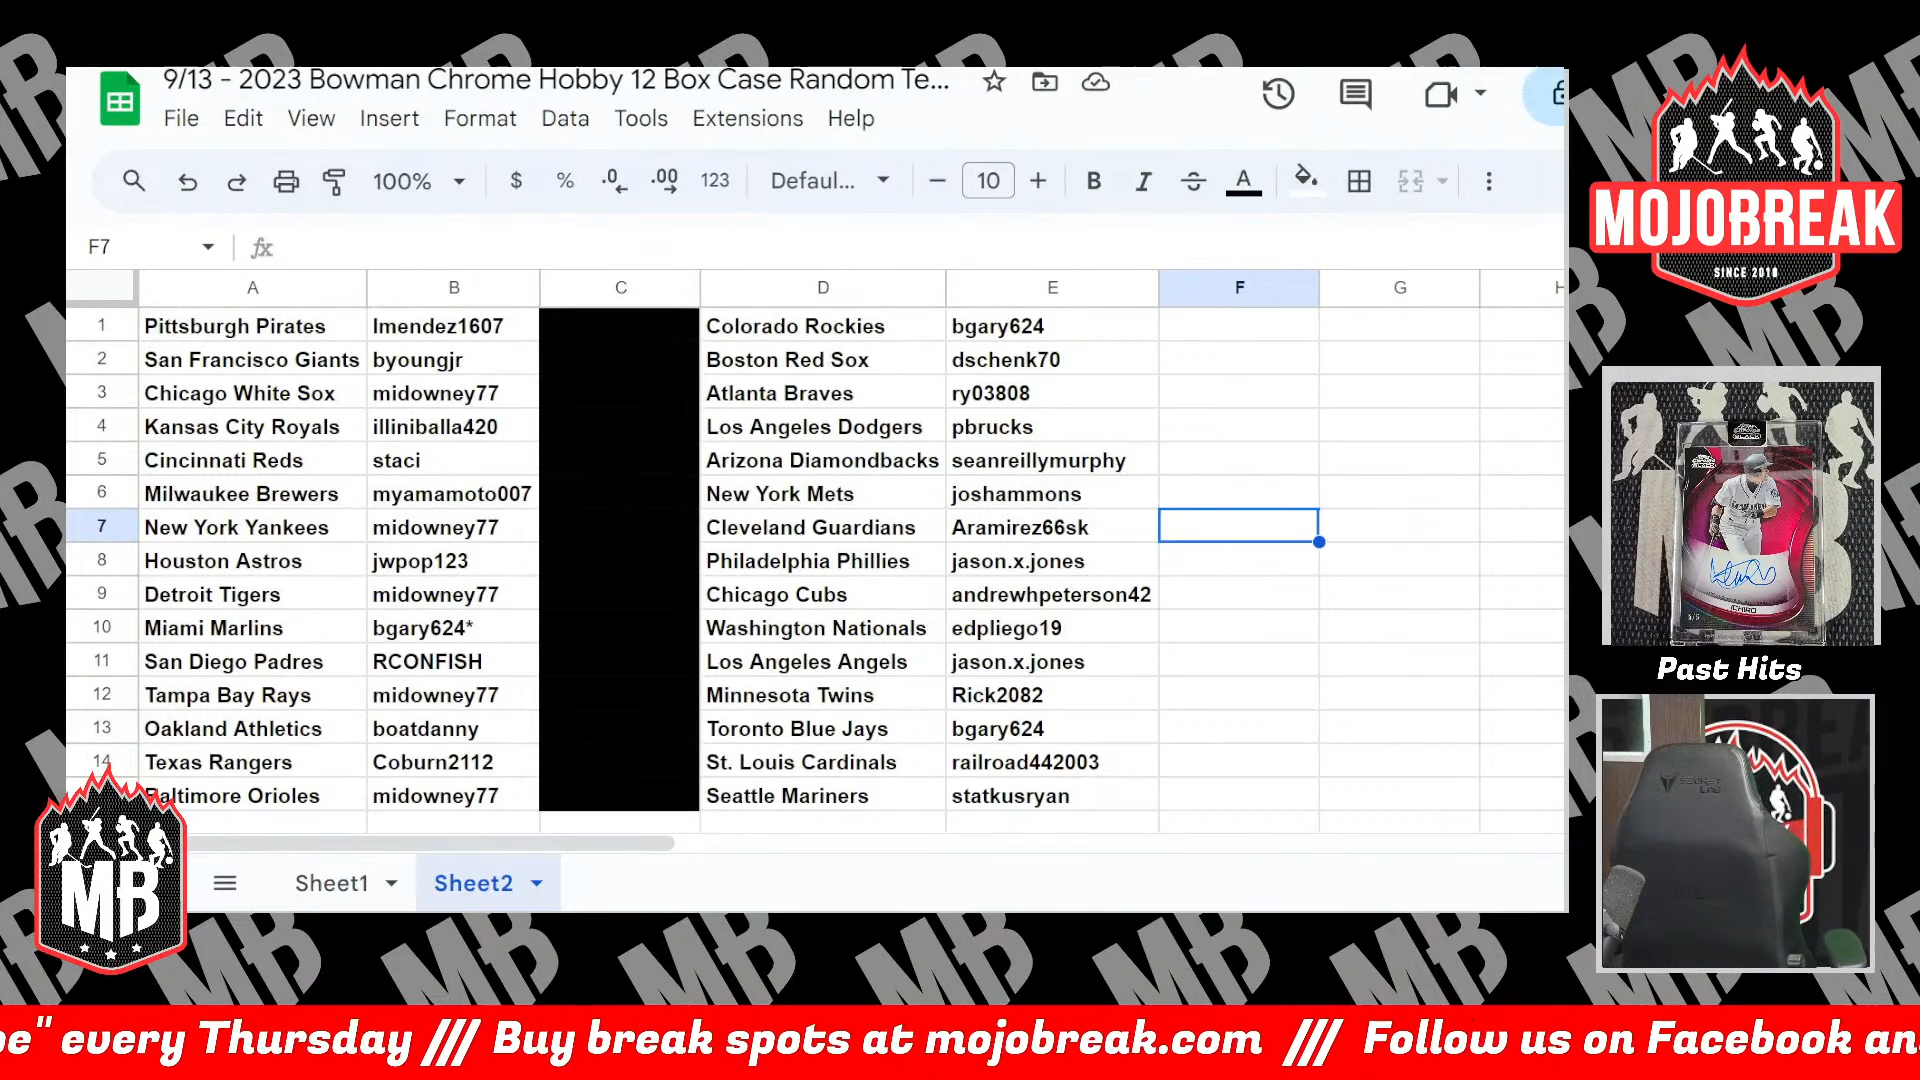 9/13 - 2023 Bowman Chrome Hobby 12 Box Case Random Te...
File Edit View Insert Format Data Tools Extensions Help
100% $ % .0 .00 123 Defaul... 10 B I A
F7 fx
A B C D E F G H
1 Pittsburgh Pirates lmendez1607 Colorado Rockies bgary624
2 San Francisco Giants byoungjr Boston Red Sox dschenk70
3 Chicago White Sox midowney77 Atlanta Braves ry03808
4 Kansas City Royals illiniballa420 Los Angeles Dodgers pbrucks
5 Cincinnati Reds staci Arizona Diamondbacks seanreillymurphy
6 Milwaukee Brewers myamamoto007 New York Mets joshammons
7 New York Yankees midowney77 Cleveland Guardians Aramirez66sk
8 Houston Astros jwpop123 Philadelphia Phillies jason.x.jones
9 Detroit Tigers midowney77 Chicago Cubs andrewhpeterson42
10 Miami Marlins bgary624* Washington Nationals edpliego19
11 San Diego Padres RCONFISH Los Angeles Angels jason.x.jones
12 Tampa Bay Rays midowney77 Minnesota Twins Rick2082
13 Oakland Athletics boatdanny Toronto Blue Jays bgary624
14 Texas Rangers Coburn2112 St. Louis Cardinals railroad442003
Baltimore Orioles midowney77 Seattle Mariners statkusryan
Sheet1 Sheet2
MB
MOJOBREAK
SINCE 2010
ICHIRO
Past Hits
SECRET
LAB
be" every Thursday /// Buy break spots at mojobreak.com /// Follow us on Facebook an